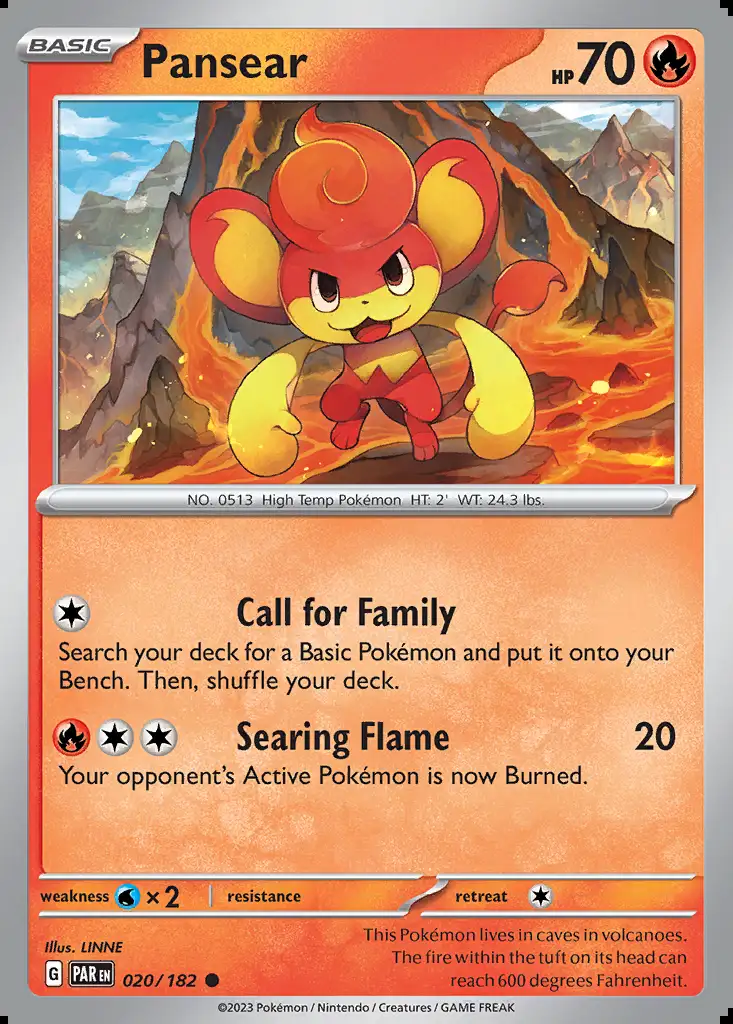 BASIC
Pansear
HP 70
NO. 0513 High Temp Pokémon HT: 2' WT: 24.3 lbs.
Call for Family
Search your deck for a Basic Pokémon and put it onto your
Bench. Then, shuffle your deck.
Searing Flame 20
Your opponent's Active Pokémon is now Burned.
weakness ×2 resistance retreat
Illus. LINNE
G PAR EN 020/182
This Pokémon lives in caves in volcanoes.
The fire within the tuft on its head can
reach 600 degrees Fahrenheit.
©2023 Pokémon / Nintendo / Creatures / GAME FREAK